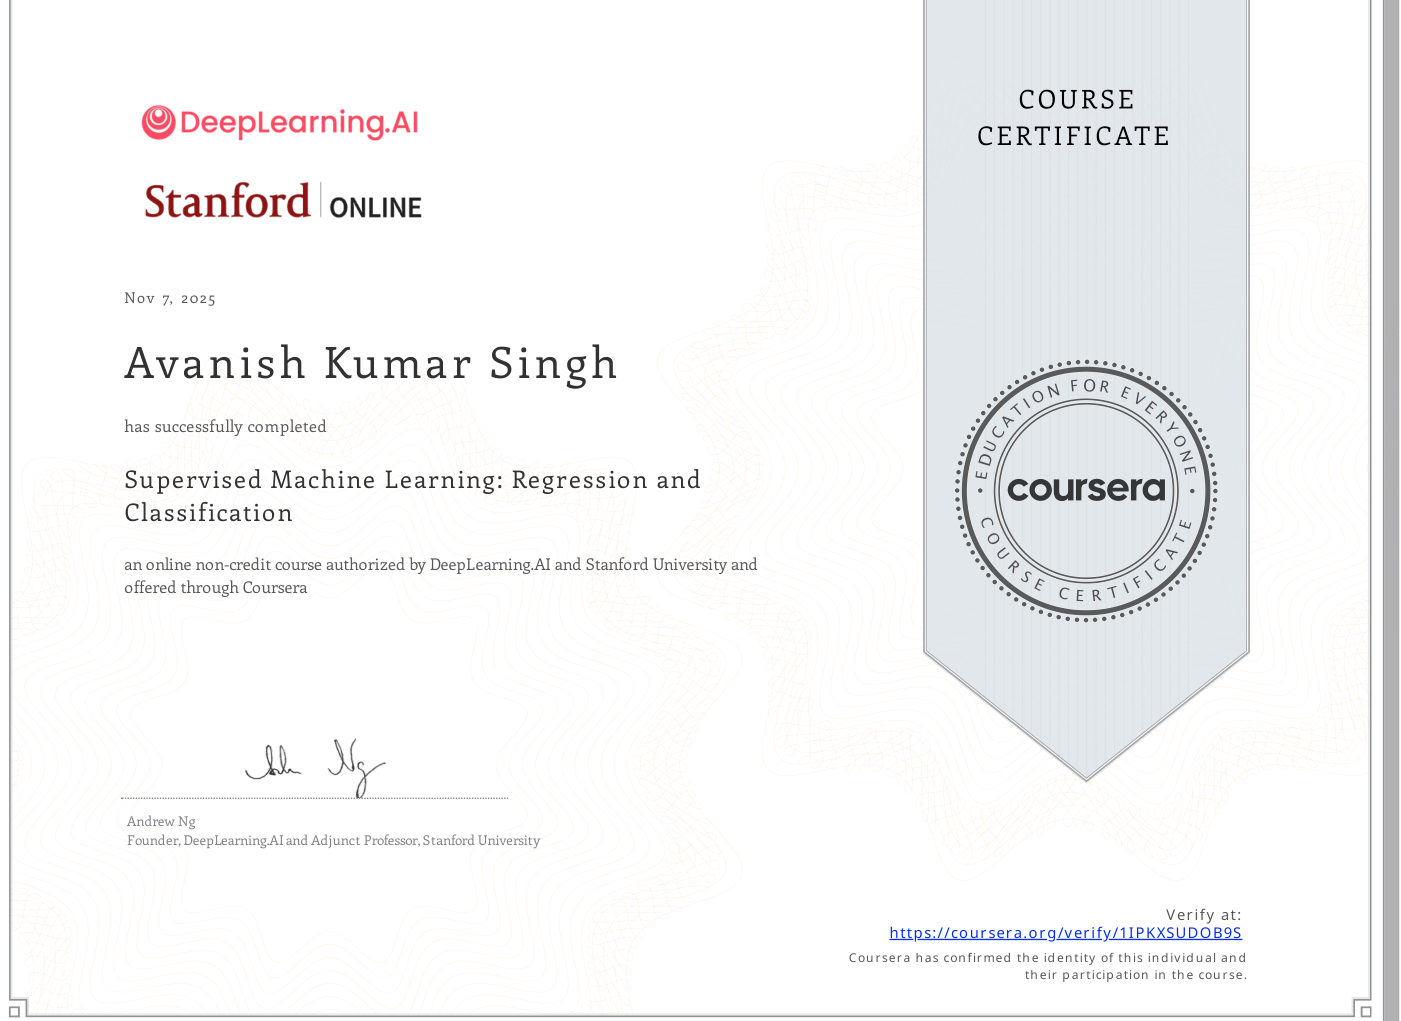 DeepLearning.AI
Stanford | ONLINE
Nov 7, 2025
Avanish Kumar Singh
has successfully completed
Supervised Machine Learning: Regression and
Classification
an online non-credit course authorized by DeepLearning.AI and Stanford University and
offered through Coursera
Andrew Ng
Founder, DeepLearning.AI and Adjunct Professor, Stanford University
COURSE
CERTIFICATE
EDUCATION FOR EVERYONE
coursera
COURSE CERTIFICATE
Verify at:
https://coursera.org/verify/1IPKXSUDOB9S
Coursera has confirmed the identity of this individual and
their participation in the course.